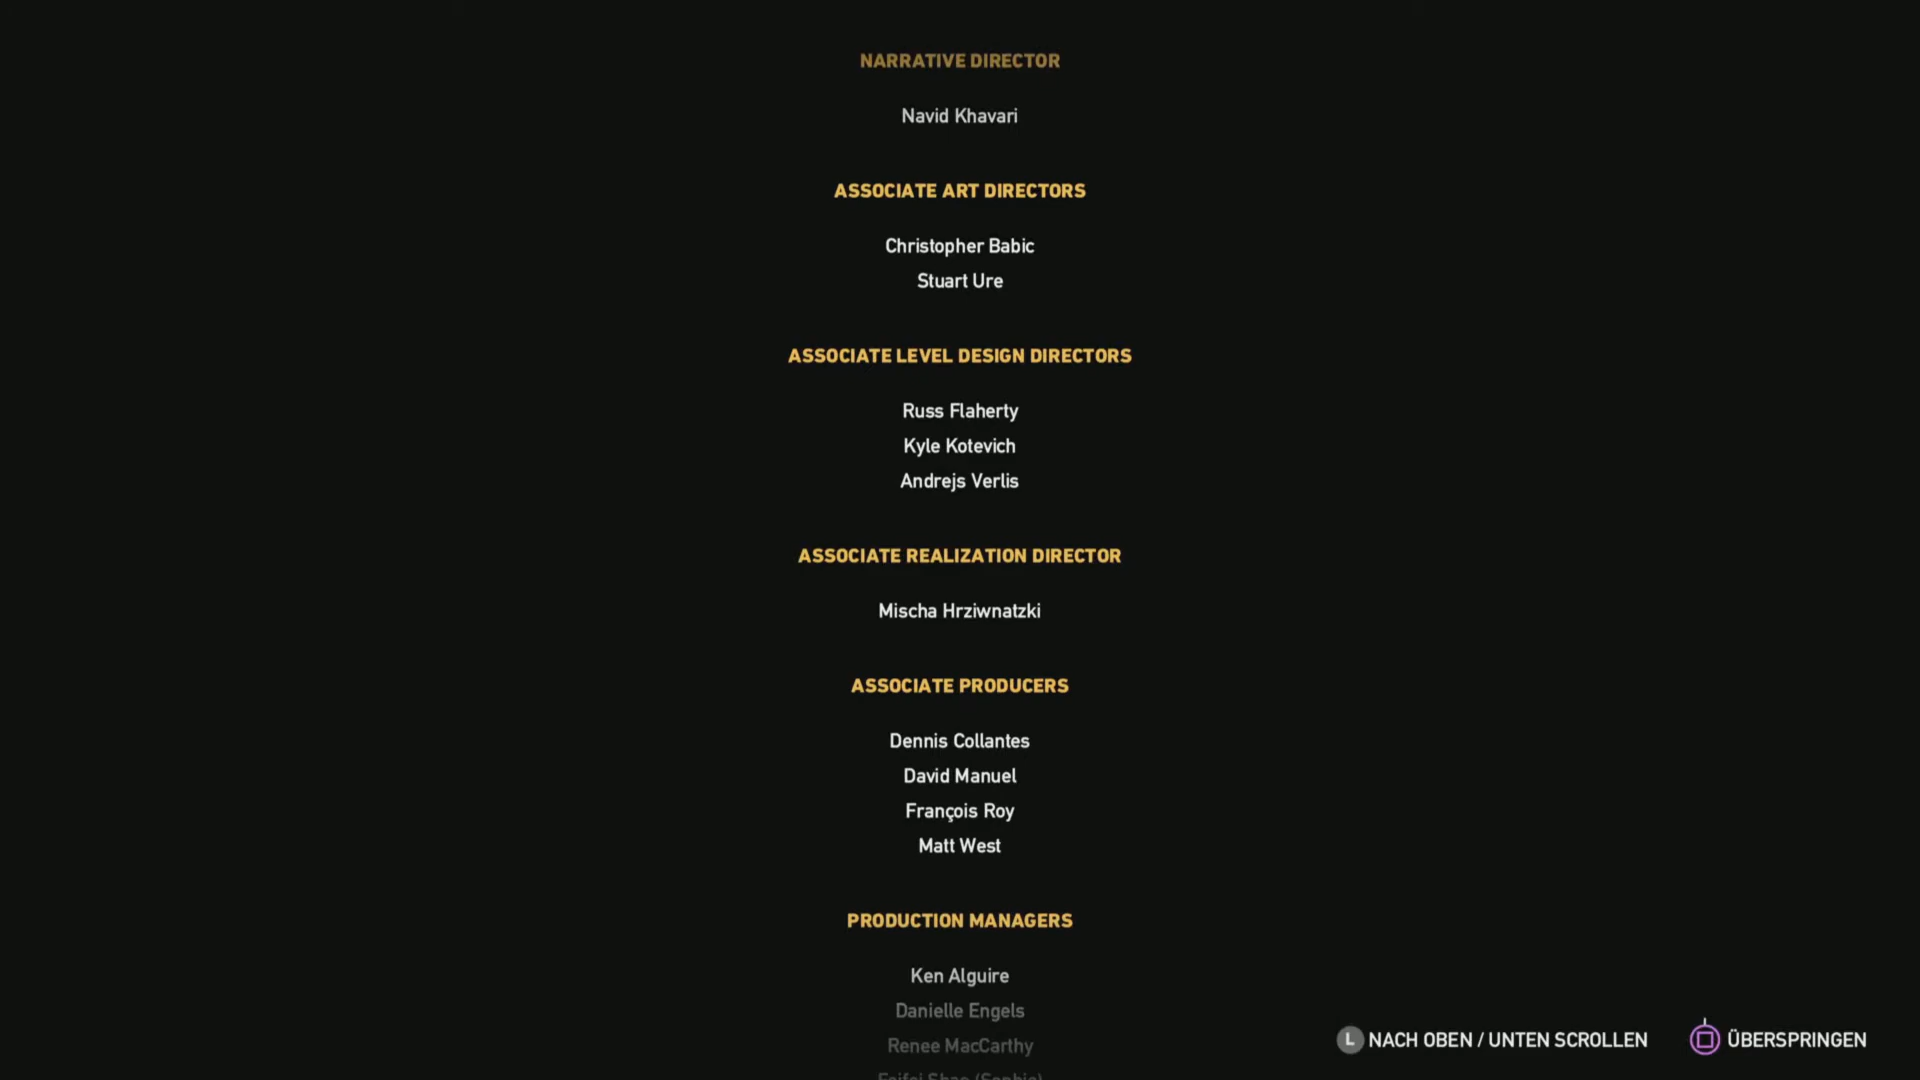 NARRATIVE DIRECTOR
Navid Khavari
ASSOCIATE ART DIRECTORS
Christopher Babic
Stuart Ure
ASSOCIATE LEVEL DESIGN DIRECTORS
Russ Flaherty
Kyle Kotevich
Andrejs Verlis
ASSOCIATE REALIZATION DIRECTOR
Mischa Hrziwnatzki
ASSOCIATE PRODUCERS
Dennis Collantes
David Manuel
François Roy
Matt West
PRODUCTION MANAGERS
Ken Alguire
Danielle Engels
Renee MacCarthy
L NACH OBEN / UNTEN SCROLLEN
ÜBERSPRINGEN